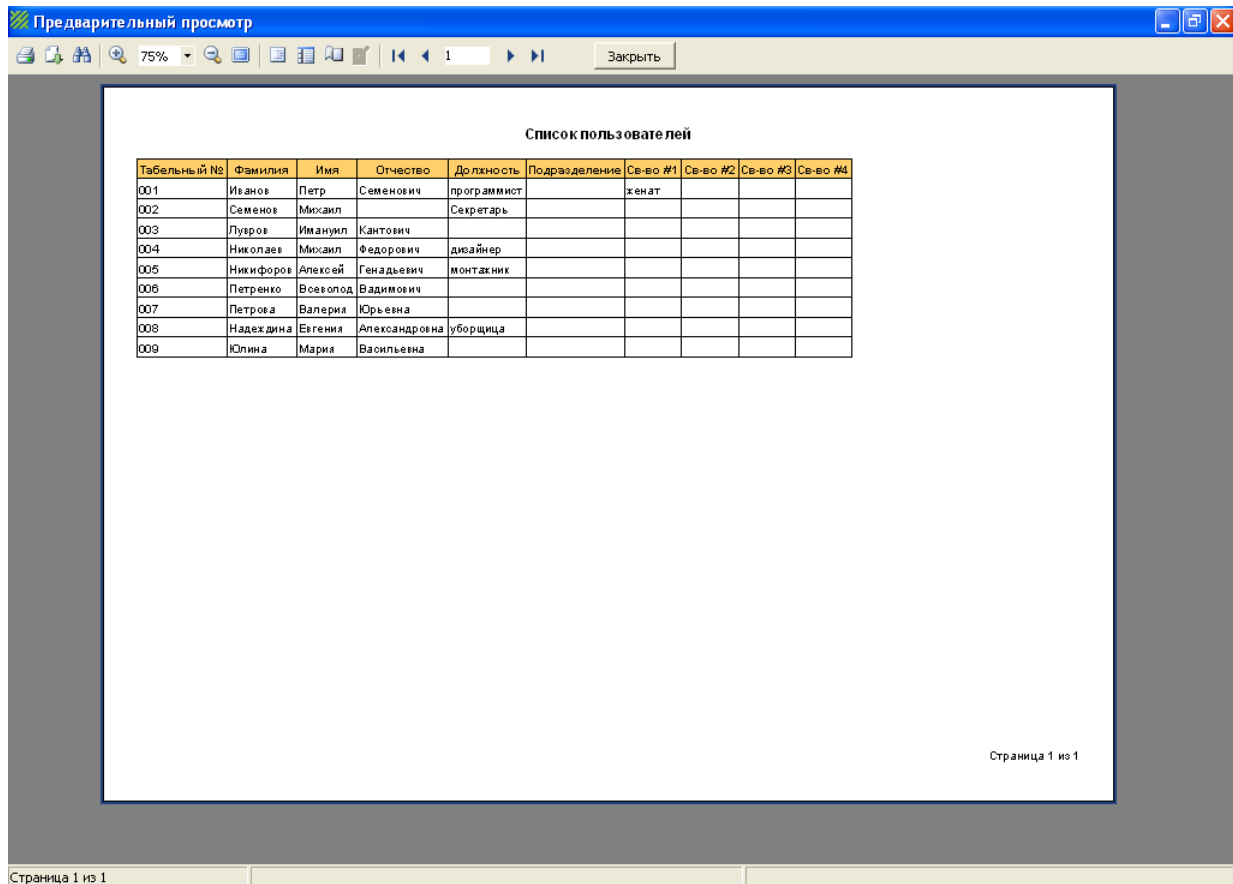 Предварительный просмотр
75% 1 Закрыть
Список пользователей
Табельный № Фамилия Имя Отчество Должность Подразделение Св-во #1 Св-во #2 Св-во #3 Св-во #4
001 Иванов Петр Семенович программист женат
002 Семенов Михаил Секретарь
003 Лувров Имануил Кантович
004 Николаев Михаил Федорович дизайнер
005 Никифоров Алексей Генадьевич монтажник
006 Петренко Всеволод Вадимович
007 Петрова Валерия Юрьевна
008 Надеждина Евгения Александровна уборщица
009 Юлина Мария Васильевна
Страница 1 из 1
Страница 1 из 1